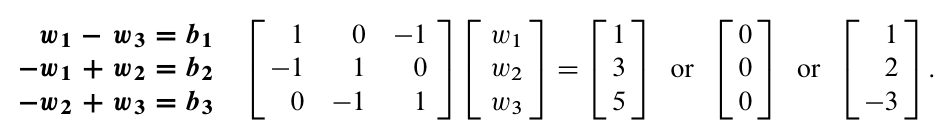 w₁ − w₃ = b₁ [ 1 0 −1 ] [ w₁ ] [ 1 ] [ 0 ] [ 1 ]
−w₁ + w₂ = b₂ [ −1 1 0 ] [ w₂ ] = [ 3 ] or [ 0 ] or [ 2 ] .
−w₂ + w₃ = b₃ [ 0 −1 1 ] [ w₃ ] [ 5 ] [ 0 ] [ −3 ]